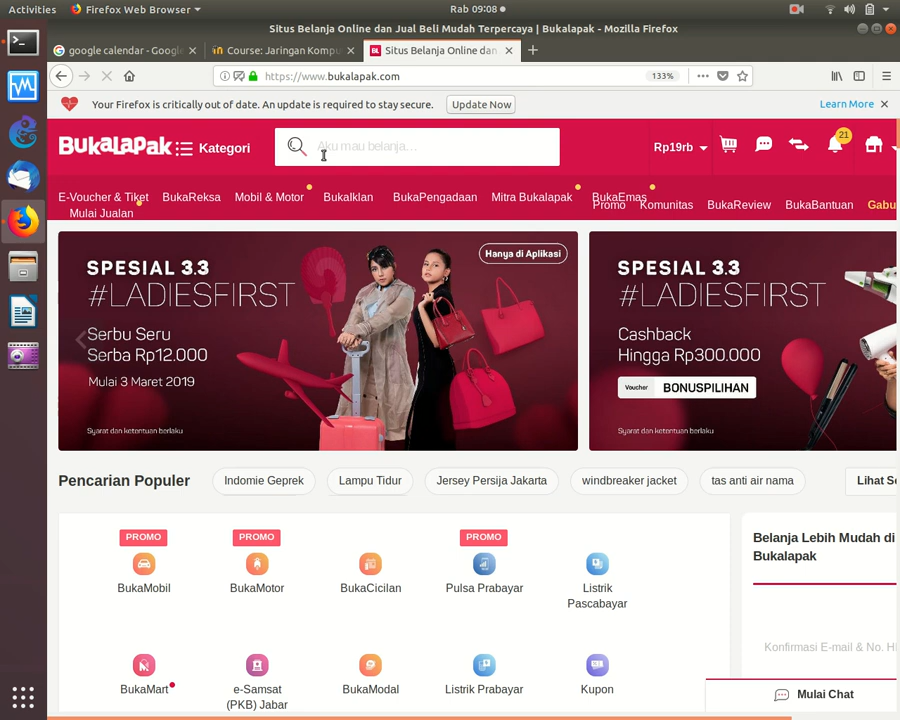 Activities
Firefox Web Browser
Rab 09:08
Situs Belanja Online dan Jual Beli Mudah Terpercaya | Bukalapak - Mozilla Firefox
google calendar - Googl
Course: Jaringan Kompu
Situs Belanja Online dan
https://www.bukalapak.com
133%
Your Firefox is critically out of date. An update is required to stay secure.
Update Now
Learn More
BukaLapak
Kategori
Aku mau belanja...
Rp19rb
21
E-Voucher & Tiket
BukaReksa
Mobil & Motor
BukaIklan
BukaPengadaan
Mitra Bukalapak
BukaEmas
Mulai Jualan
Promo
Komunitas
BukaReview
BukaBantuan
Gabu
SPESIAL 3.3
#LADIESFIRST
Serbu Seru
Serba Rp12.000
Mulai 3 Maret 2019
Syarat dan ketentuan berlaku
Hanya di Aplikasi
SPESIAL 3.3
#LADIESFIRST
Cashback
Hingga Rp300.000
Voucher
BONUSPILIHAN
Syarat dan ketentuan berlaku
Pencarian Populer
Indomie Geprek
Lampu Tidur
Jersey Persija Jakarta
windbreaker jacket
tas anti air nama
Lihat Se
PROMO
PROMO
PROMO
BukaMobil
BukaMotor
BukaCicilan
Pulsa Prabayar
Listrik
Pascabayar
BukaMart
e-Samsat
(PKB) Jabar
BukaModal
Listrik Prabayar
Kupon
Belanja Lebih Mudah di
Bukalapak
Konfirmasi E-mail & No. H
Mulai Chat